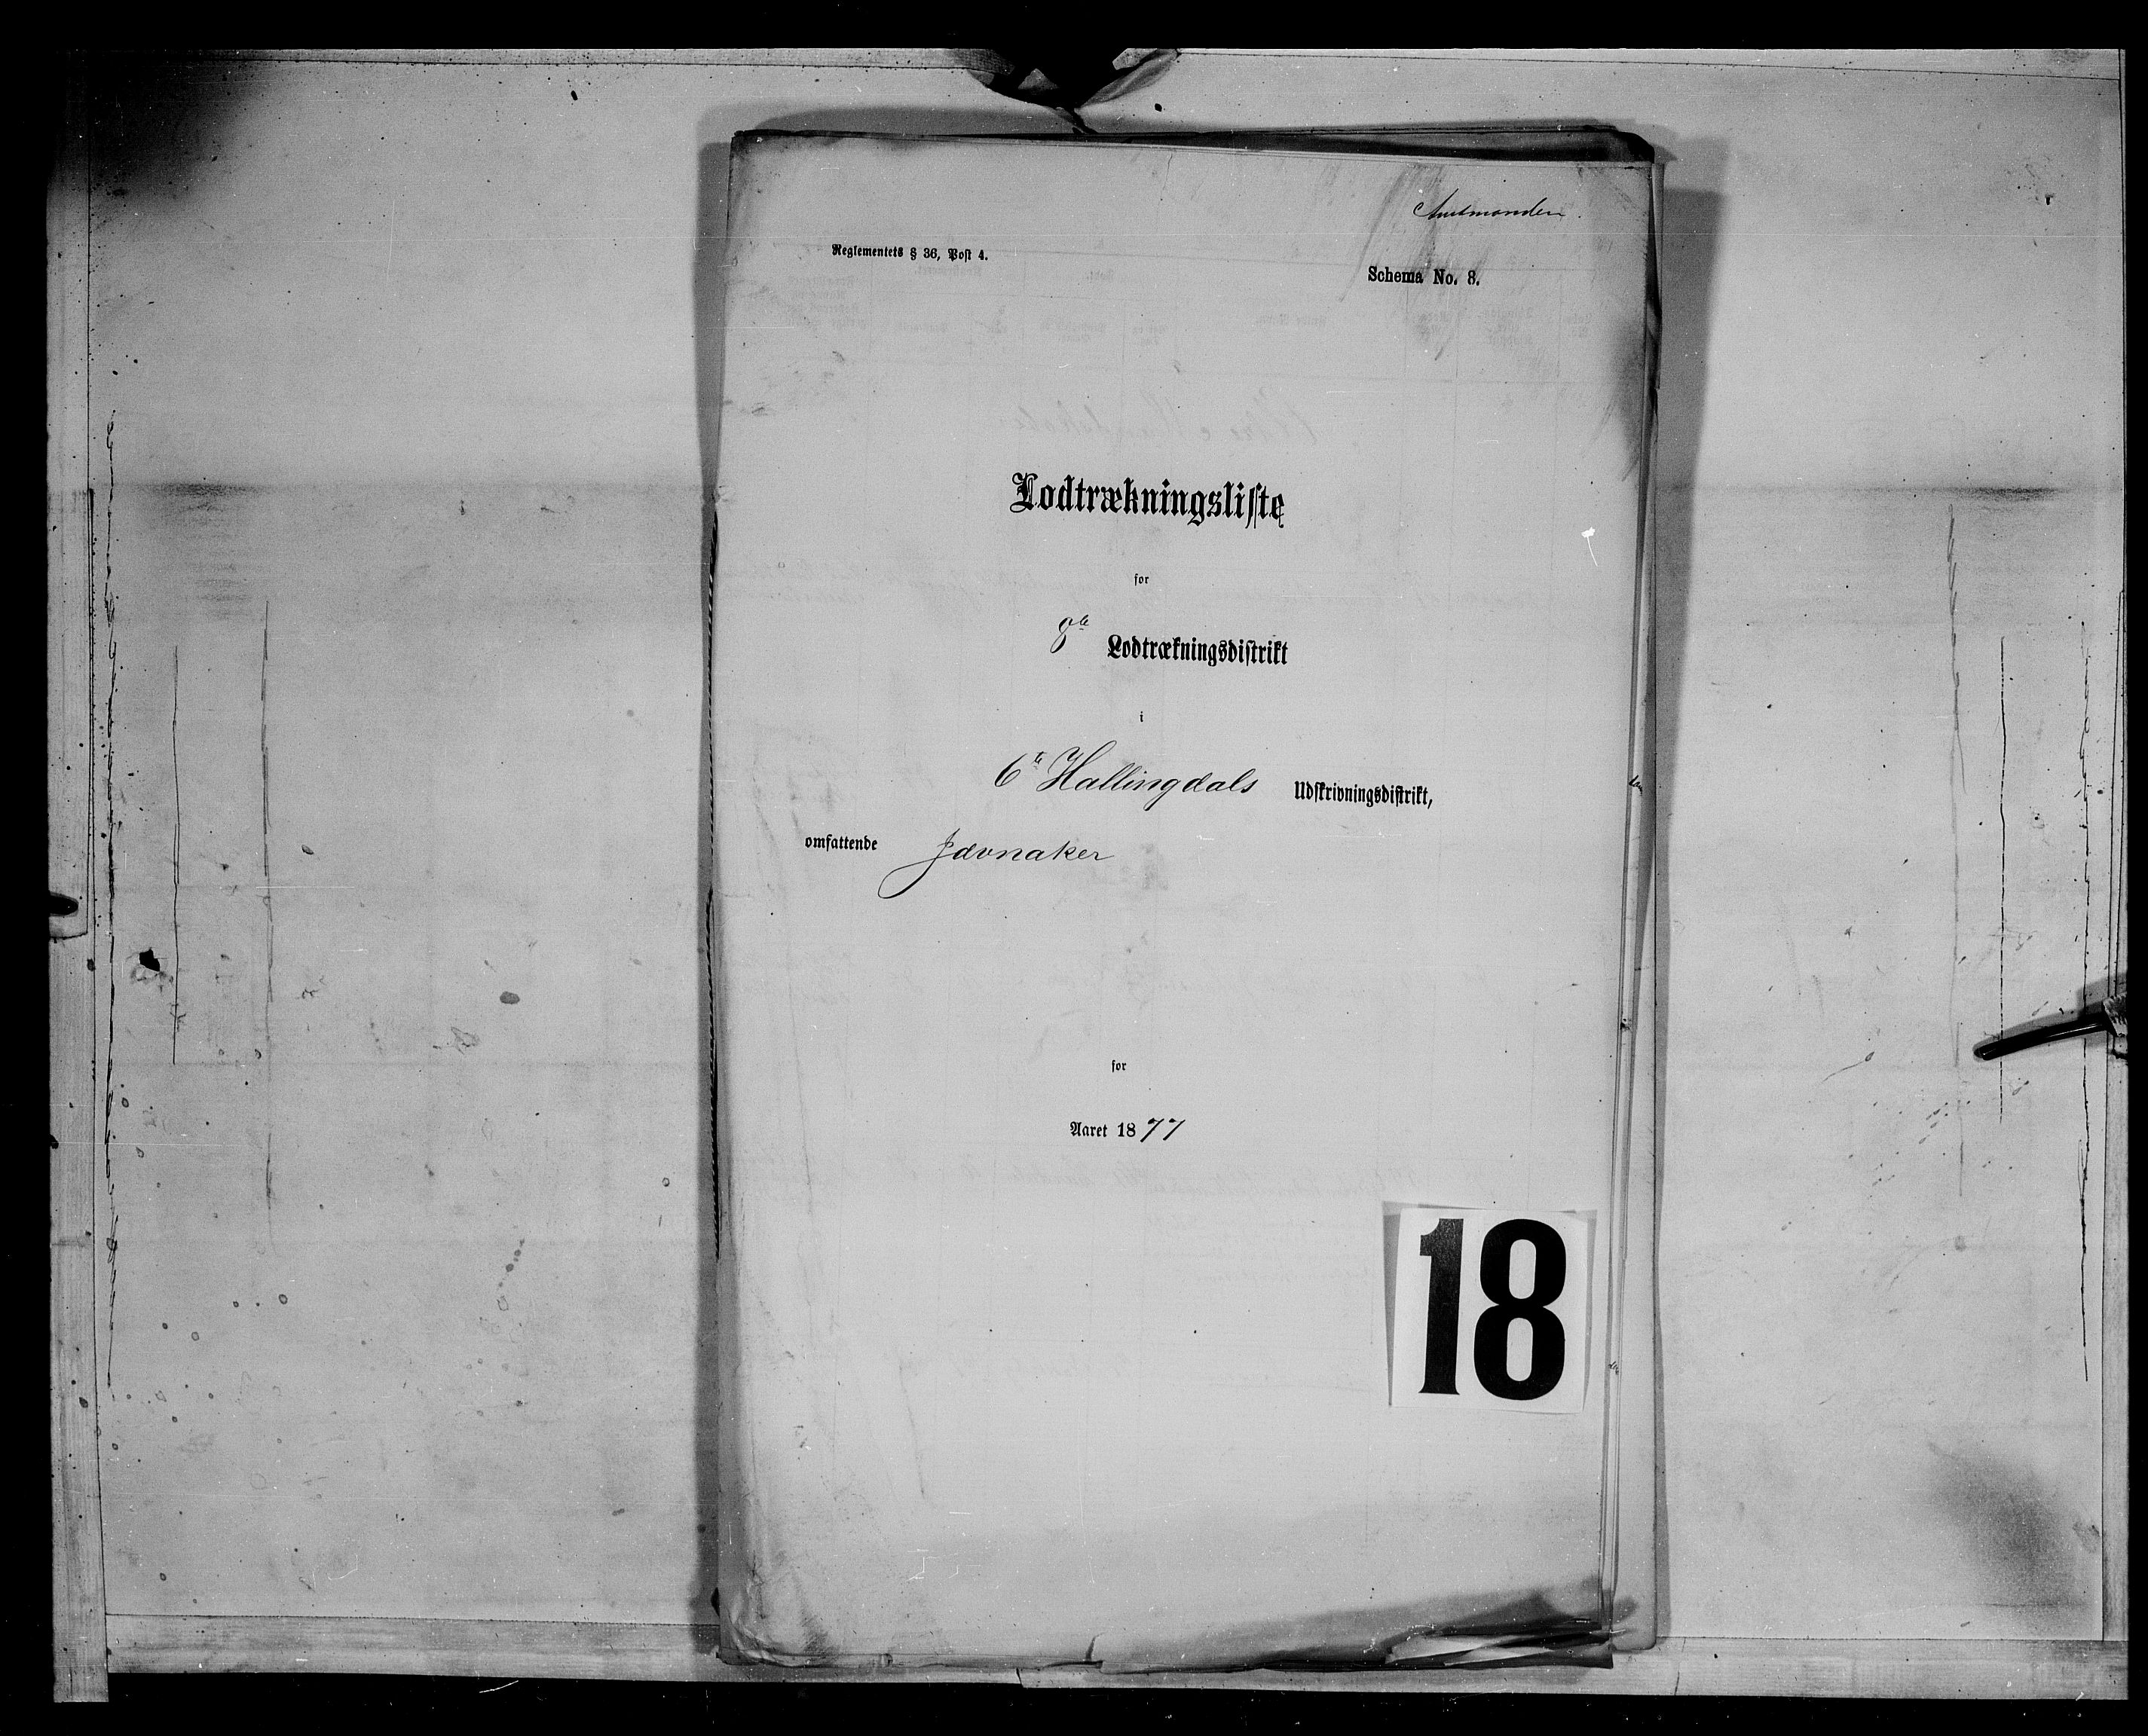 Amtmanden.
Reglementets § 36, Post 4.
Schema No. 8.
Lodtrækningsliste
for
8de Lodtrækningsdistrikt
i
6te Hallingdals Udskrivningsdistrikt,
omfattende Jævnaker
for
Aaret 1877
18